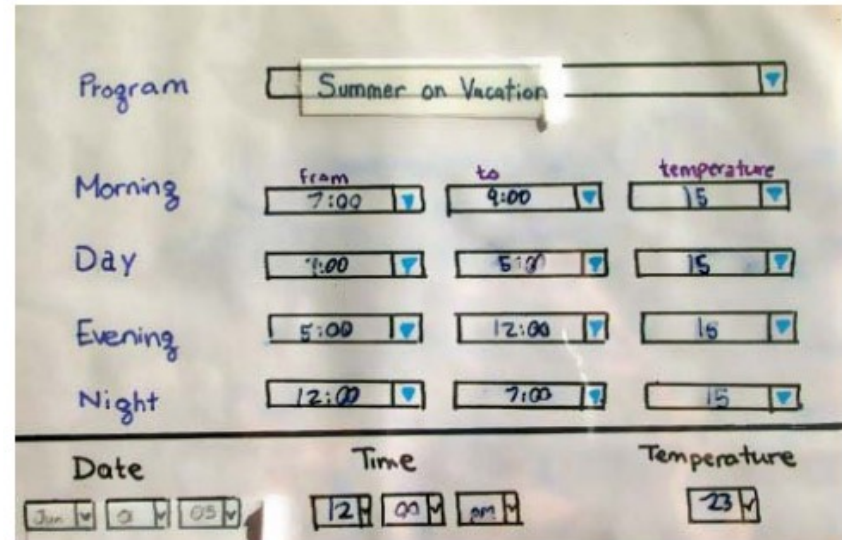 Program Summer on Vacation
from to temperature
Morning 7:00 9:00 15
Day :00 5:00 15
Evening 5:00 12:00 15
Night 12:00 7:00 15
Date Time Temperature
Jun 05 12 00 23